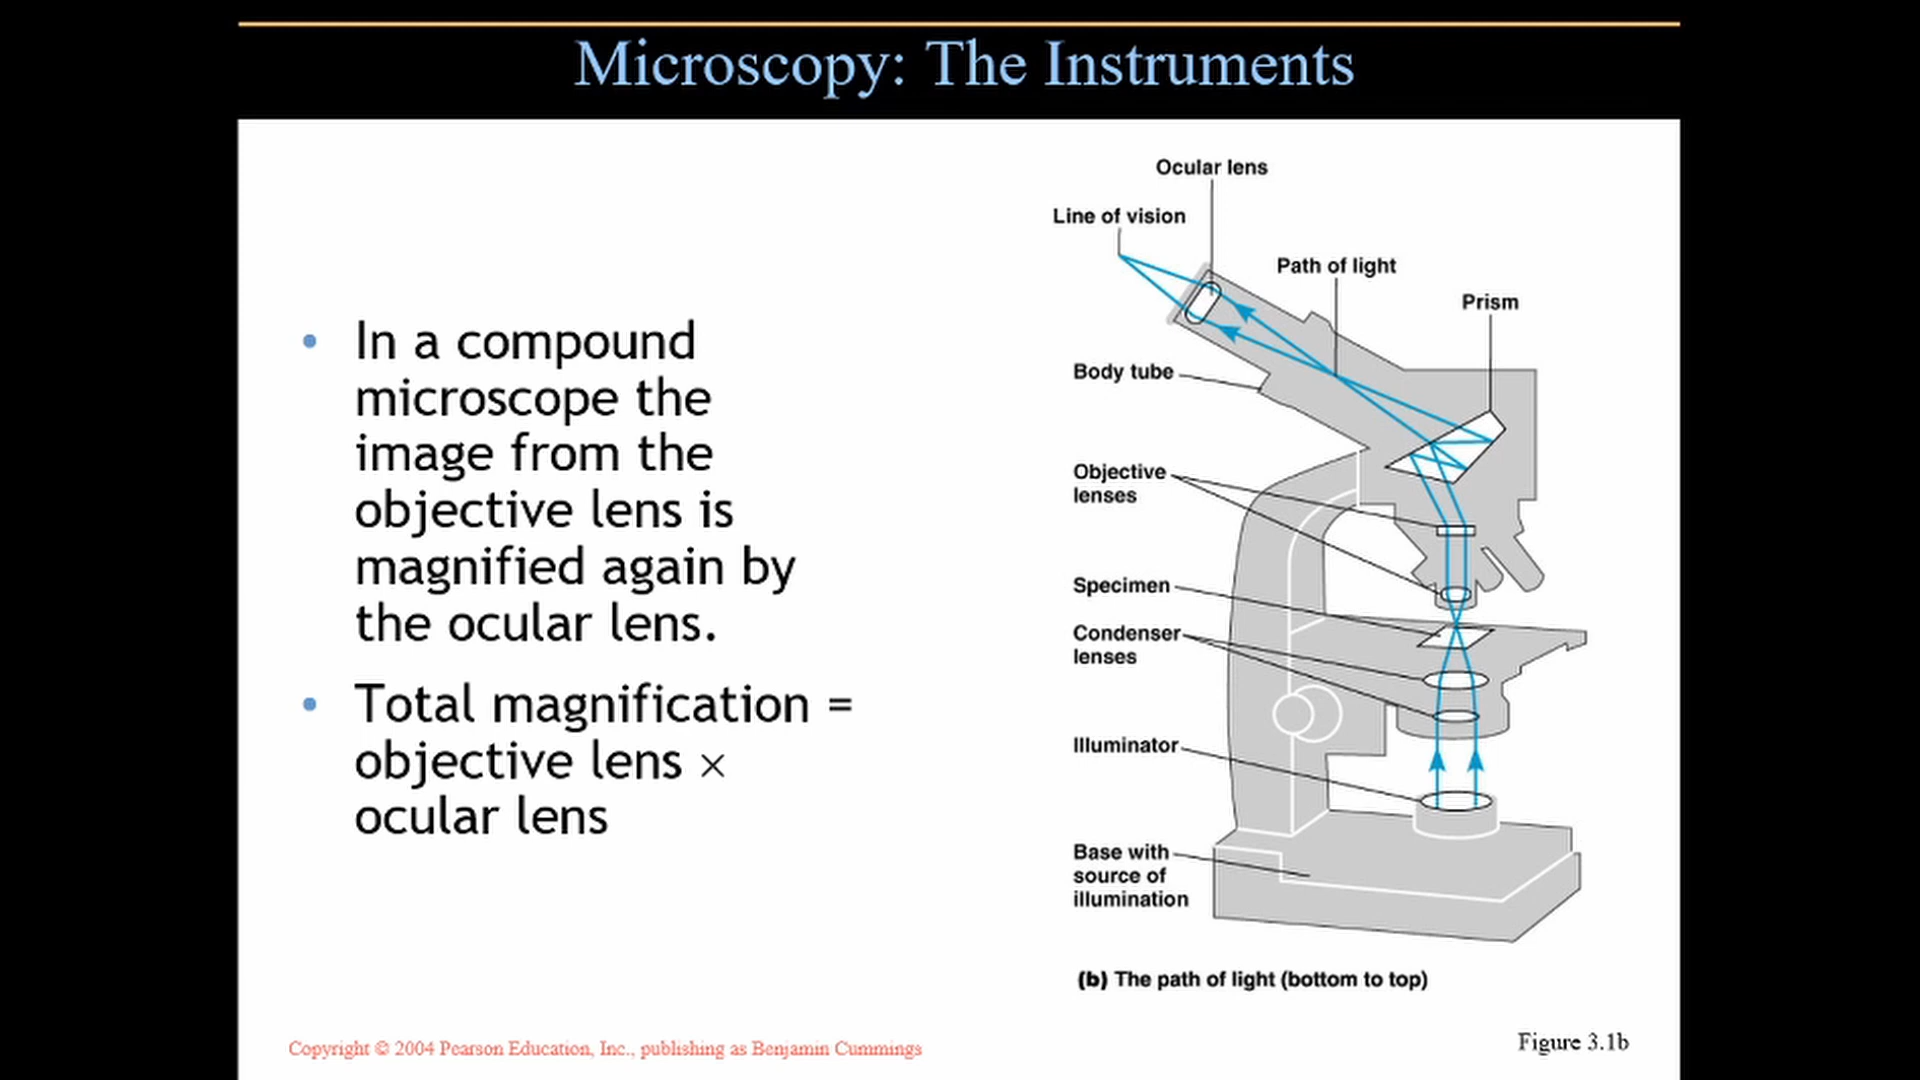 Microscopy: The Instruments
• In a compound
microscope the
image from the
objective lens is
magnified again by
the ocular lens.
• Total magnification =
objective lens ×
ocular lens
Ocular lens
Line of vision
Path of light
Prism
Body tube
Objective
lenses
Specimen
Condenser
lenses
Illuminator
Base with
source of
illumination
(b) The path of light (bottom to top)
Copyright © 2004 Pearson Education, Inc., publishing as Benjamin Cummings
Figure 3.1b